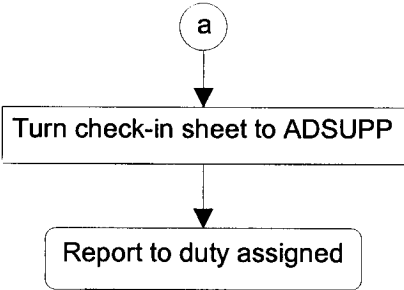 a
Turn check-in sheet to ADSUPP
Report to duty assigned